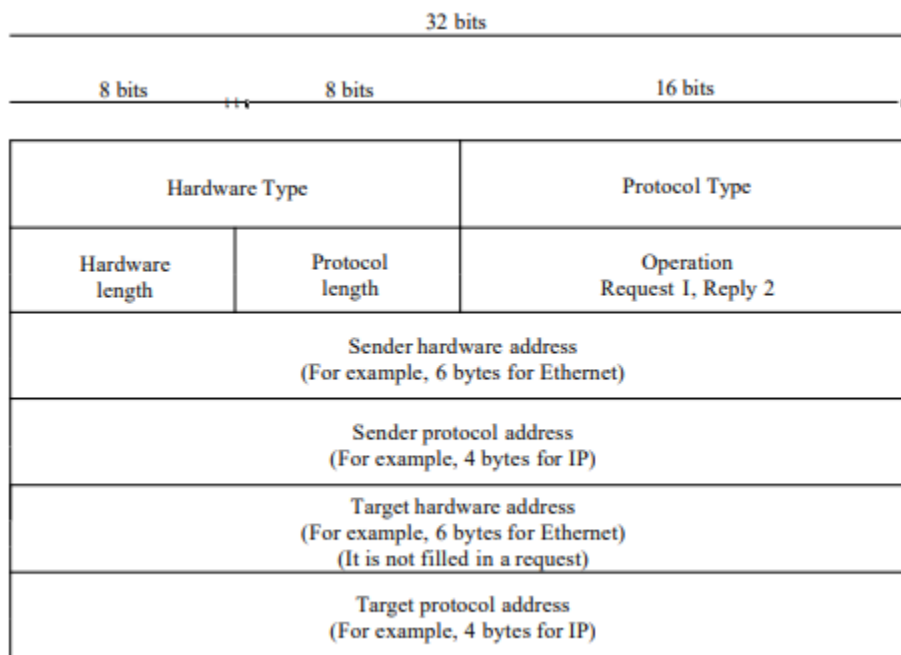 32 bits
8 bits 8 bits 16 bits
Hardware Type Protocol Type
Hardware
length
Protocol
length
Operation
Request I, Reply 2
Sender hardware address
(For example, 6 bytes for Ethernet)
Sender protocol address
(For example, 4 bytes for IP)
Target hardware address
(For example, 6 bytes for Ethernet)
(It is not filled in a request)
Target protocol address
(For example, 4 bytes for IP)